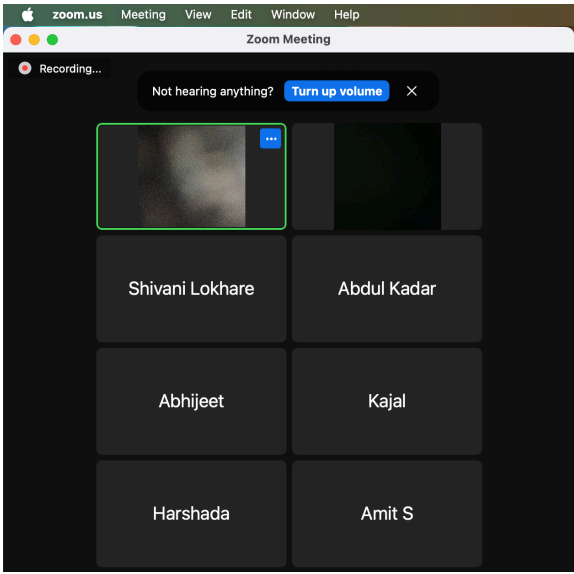 zoom.us Meeting View Edit Window Help
Zoom Meeting
Recording...
Not hearing anything? Turn up volume
Shivani Lokhare Abdul Kadar
Abhijeet Kajal
Harshada Amit S